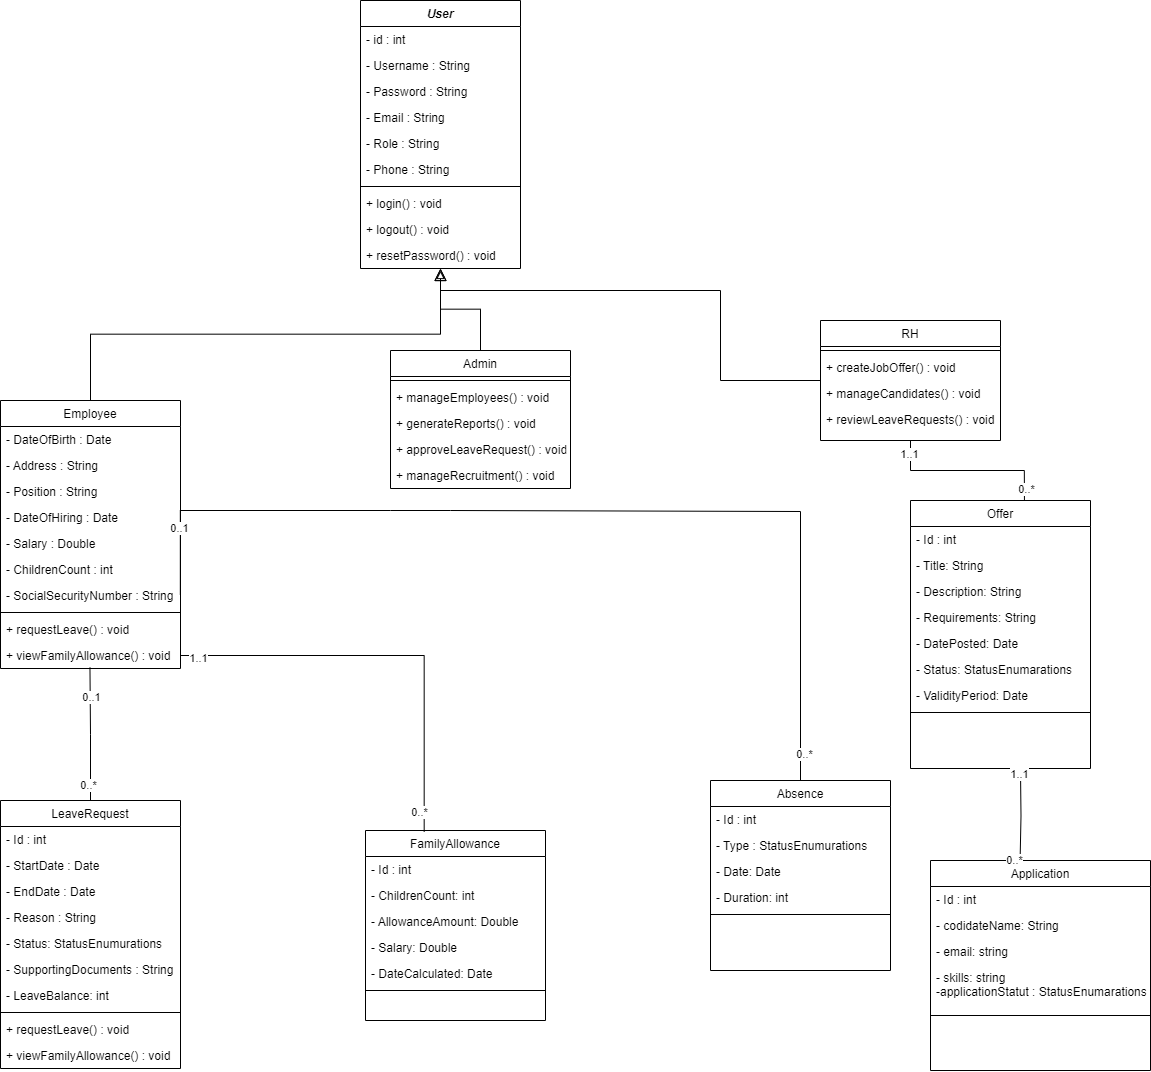 User
- id : int
- Username : String
- Password : String
- Email : String
- Role : String
- Phone : String
+ login() : void
+ logout() : void
+ resetPassword() : void
Admin
+ manageEmployees() : void
+ generateReports() : void
+ approveLeaveRequest() : void
+ manageRecruitment() : void
RH
+ createJobOffer() : void
+ manageCandidates() : void
+ reviewLeaveRequests() : void
1..1
0..*
Employee
- DateOfBirth : Date
- Address : String
- Position : String
- DateOfHiring : Date
- Salary : Double
- ChildrenCount : int
- SocialSecurityNumber : String
+ requestLeave() : void
+ viewFamilyAllowance() : void
0..1
1..1
0..1
0..*
0..*
0..*
Offer
- Id : int
- Title: String
- Description: String
- Requirements: String
- DatePosted: Date
- Status: StatusEnumarations
- ValidityPeriod: Date
1..1
0..*
LeaveRequest
- Id : int
- StartDate : Date
- EndDate : Date
- Reason : String
- Status: StatusEnumurations
- SupportingDocuments : String
- LeaveBalance: int
+ requestLeave() : void
+ viewFamilyAllowance() : void
FamilyAllowance
- Id : int
- ChildrenCount: int
- AllowanceAmount: Double
- Salary: Double
- DateCalculated: Date
Absence
- Id : int
- Type : StatusEnumurations
- Date: Date
- Duration: int
Application
- Id : int
- codidateName: String
- email: string
- skills: string
-applicationStatut : StatusEnumarations